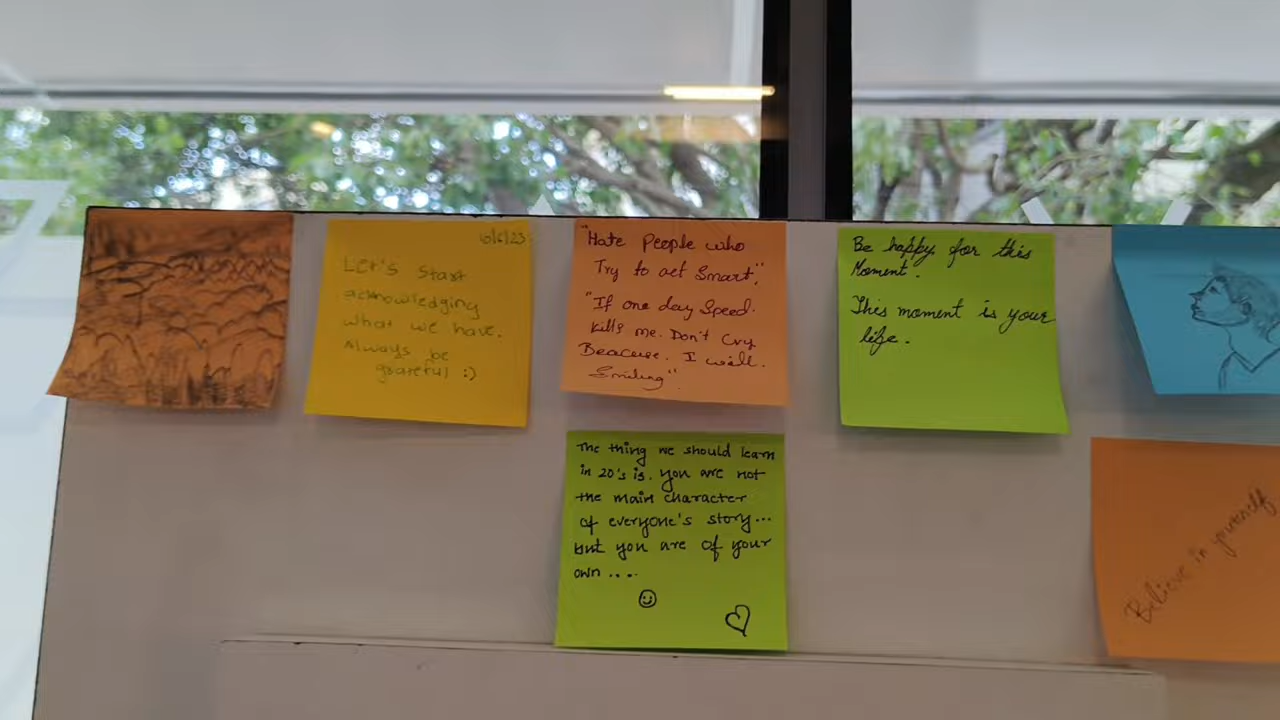 6/6/23
Let's start
acknowledging
what we have.
Always be
grateful :)
"Hate People who
Try to act Smart".
"If one day Speed.
kills me. Don't Cry
Beacuse. I will.
Smiling".
Be happy for this
Moment.
This moment is your
life.
The thing we should learn
in 20's is. you are not
the main character
of everyone's story...
but you are of your
own ....
Believe in yourself